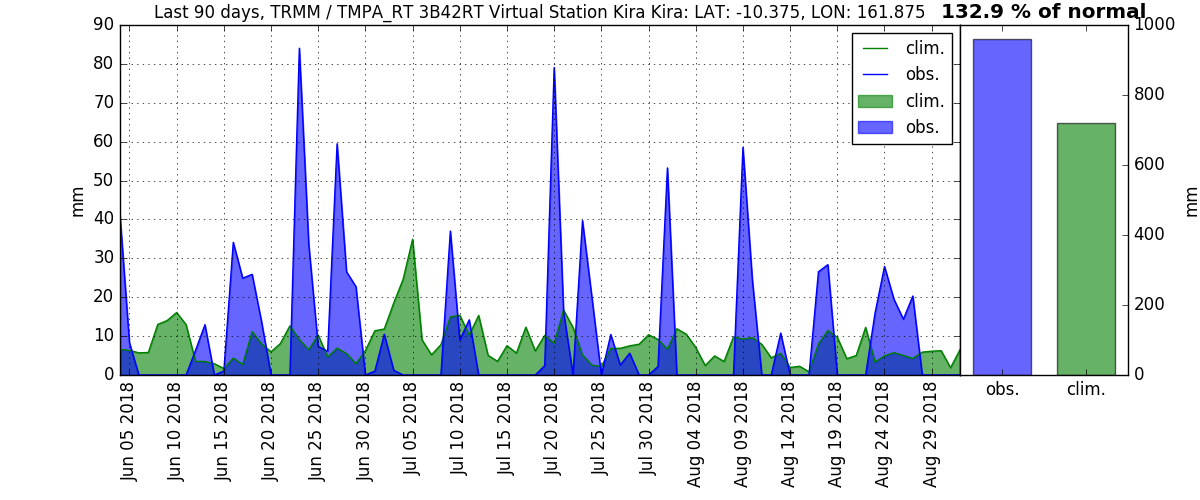 Last 90 days, TRMM / TMPA_RT 3B42RT Virtual Station Kira Kira: LAT: -10.375, LON: 161.875 132.9 % of normal
90
80
70
60
50
40
30
20
10
0
mm
clim.
obs.
clim.
obs.
Jun 05 2018
Jun 10 2018
Jun 15 2018
Jun 20 2018
Jun 25 2018
Jun 30 2018
Jul 05 2018
Jul 10 2018
Jul 15 2018
Jul 20 2018
Jul 25 2018
Jul 30 2018
Aug 04 2018
Aug 09 2018
Aug 14 2018
Aug 19 2018
Aug 24 2018
Aug 29 2018
1000
800
600
400
200
0
mm
obs.
clim.